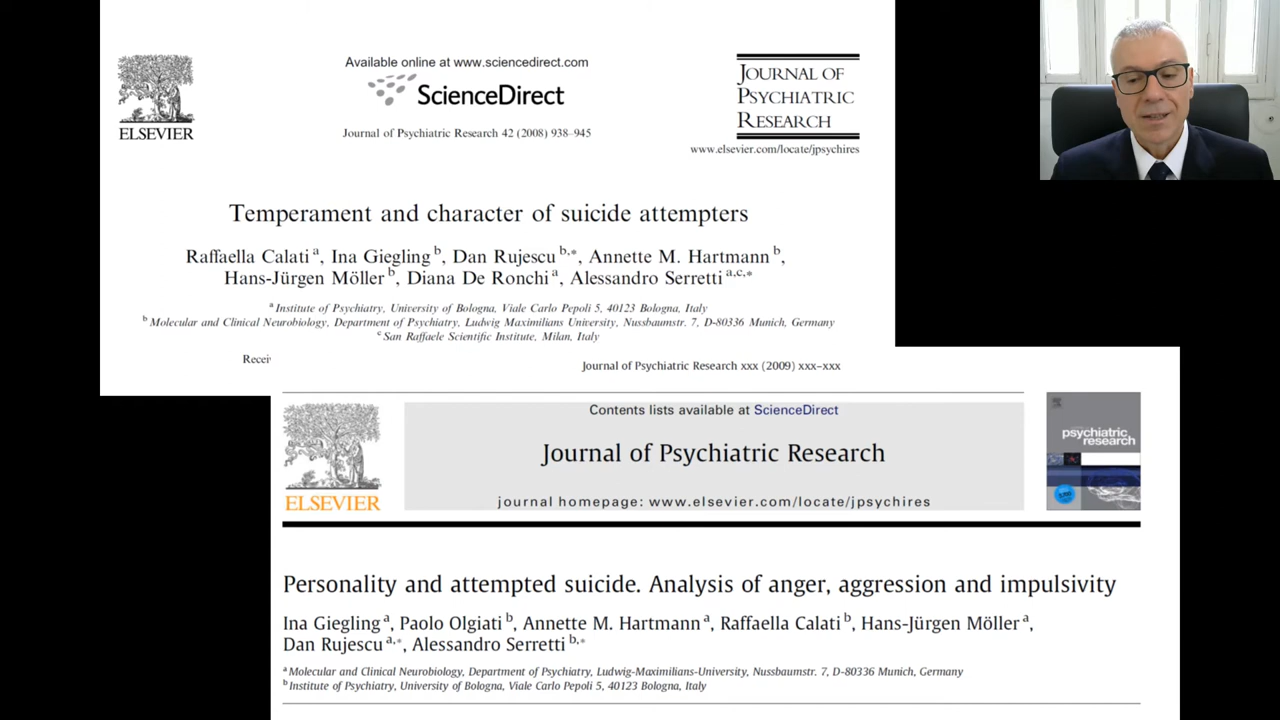 Available online at www.sciencedirect.com
ScienceDirect
ELSEVIER
Journal of Psychiatric Research 42 (2008) 938–945
JOURNAL OF
PSYCHIATRIC
RESEARCH
www.elsevier.com/locate/jpsychires
Temperament and character of suicide attempters
Raffaella Calati a, Ina Giegling b, Dan Rujescu b,*, Annette M. Hartmann b,
Hans-Jürgen Möller b, Diana De Ronchi a, Alessandro Serretti a,c,*
a Institute of Psychiatry, University of Bologna, Viale Carlo Pepoli 5, 40123 Bologna, Italy
b Molecular and Clinical Neurobiology, Department of Psychiatry, Ludwig Maximilians University, Nussbaumstr. 7, D-80336 Munich, Germany
c San Raffaele Scientific Institute, Milan, Italy
Recei
Journal of Psychiatric Research xxx (2009) xxx–xxx
Contents lists available at ScienceDirect
Journal of Psychiatric Research
journal homepage: www.elsevier.com/locate/jpsychires
ELSEVIER
psychiatric
research
Personality and attempted suicide. Analysis of anger, aggression and impulsivity
Ina Giegling a, Paolo Olgiati b, Annette M. Hartmann a, Raffaella Calati b, Hans-Jürgen Möller a,
Dan Rujescu a,*, Alessandro Serretti b,*
a Molecular and Clinical Neurobiology, Department of Psychiatry, Ludwig-Maximilians-University, Nussbaumstr. 7, D-80336 Munich, Germany
b Institute of Psychiatry, University of Bologna, Viale Carlo Pepoli 5, 40123 Bologna, Italy